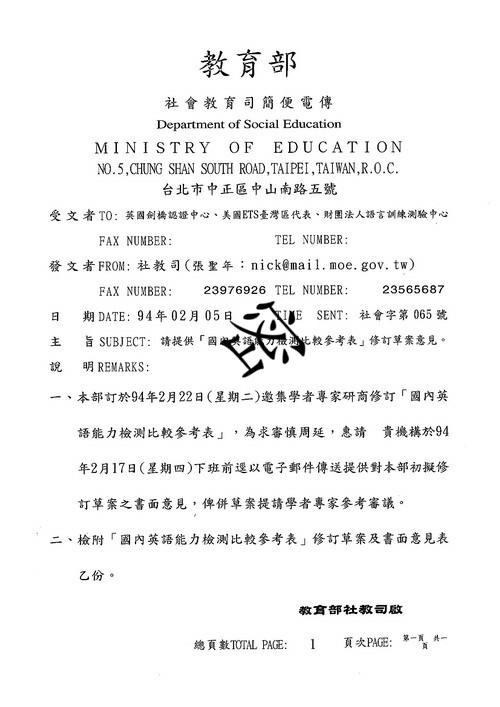 教育部
社會教育司簡便電傳
Department of Social Education
MINISTRY OF EDUCATION
NO.5,CHUNG SHAN SOUTH ROAD,TAIPEI,TAIWAN,R.O.C.
台北市中正區中山南路五號
受文者TO: 英國劍橋認證中心、美國ETS臺灣區代表、財團法人語言訓練測驗中心
FAX NUMBER: TEL NUMBER:
發文者FROM: 社教司(張聖年：nick@mail.moe.gov.tw)
FAX NUMBER: 23976926 TEL NUMBER: 23565687
日 期DATE: 94年02月05日 TIME SENT: 社會字第065號
主 旨SUBJECT: 請提供「國內英語能力檢測比較參考表」修訂草案意見。
密
說 明REMARKS:
一、本部訂於94年2月22日(星期二)邀集學者專家研商修訂「國內英
語能力檢測比較參考表」，為求審慎周延，惠請 貴機構於94
年2月17日(星期四)下班前逕以電子郵件傳送提供對本部初擬修
訂草案之書面意見，俾併草案提請學者專家參考審議。
二、檢附「國內英語能力檢測比較參考表」修訂草案及書面意見表
乙份。
教育部社教司啟
總頁數TOTAL PAGE: 1 頁次PAGE: 第一頁 共一頁